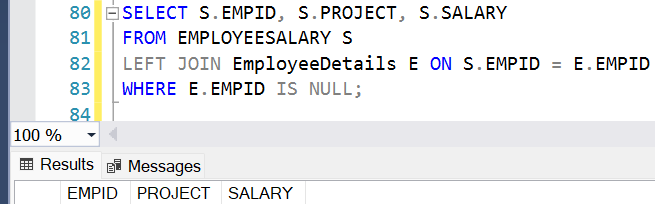 80 SELECT S.EMPID, S.PROJECT, S.SALARY
81 FROM EMPLOYEESALARY S
82 LEFT JOIN EmployeeDetails E ON S.EMPID = E.EMPID
83 WHERE E.EMPID IS NULL;
84
100 %
Results Messages
EMPID PROJECT SALARY